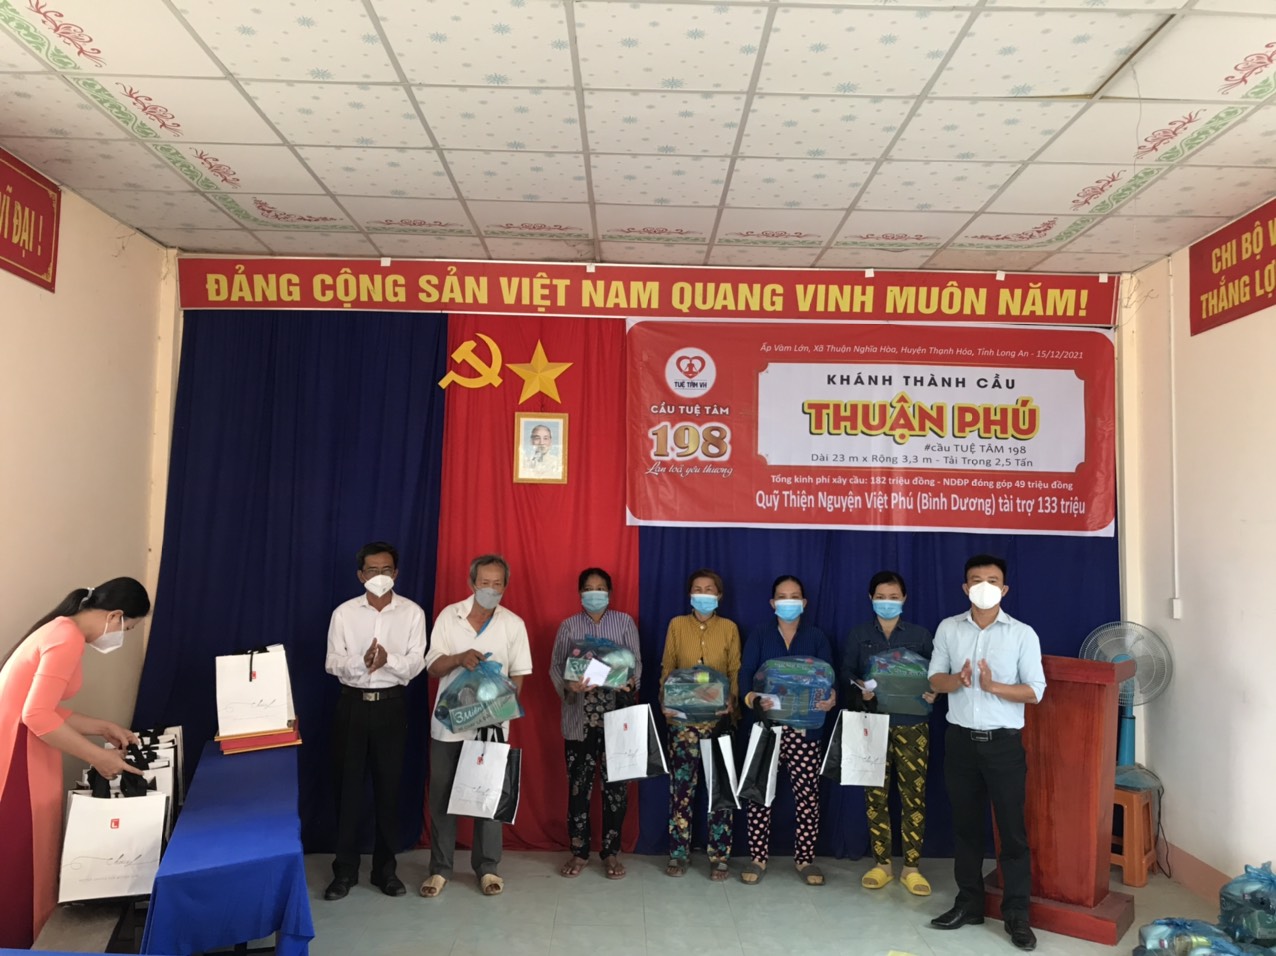 VĨ ĐẠI !
ĐẢNG CỘNG SẢN VIỆT NAM QUANG VINH MUÔN NĂM!
CHI BỘ
THẮNG LỢ
Ấp Vàm Lớn, Xã Thuận Nghĩa Hòa, Huyện Thạnh Hóa, Tỉnh Long An - 15/12/2021
TUỆ TÂM VH
CẦU TUỆ TÂM
198
Lan toả yêu thương
KHÁNH THÀNH CẦU
THUẬN PHÚ
#cầu TUỆ TÂM 198
Dài 23 m x Rộng 3,3 m - Tải Trọng 2,5 Tấn
Tổng kinh phí xây cầu: 182 triệu đồng - NDĐP đóng góp 49 triệu đồng
Quỹ Thiện Nguyện Việt Phú (Bình Dương) tài trợ 133 triệu